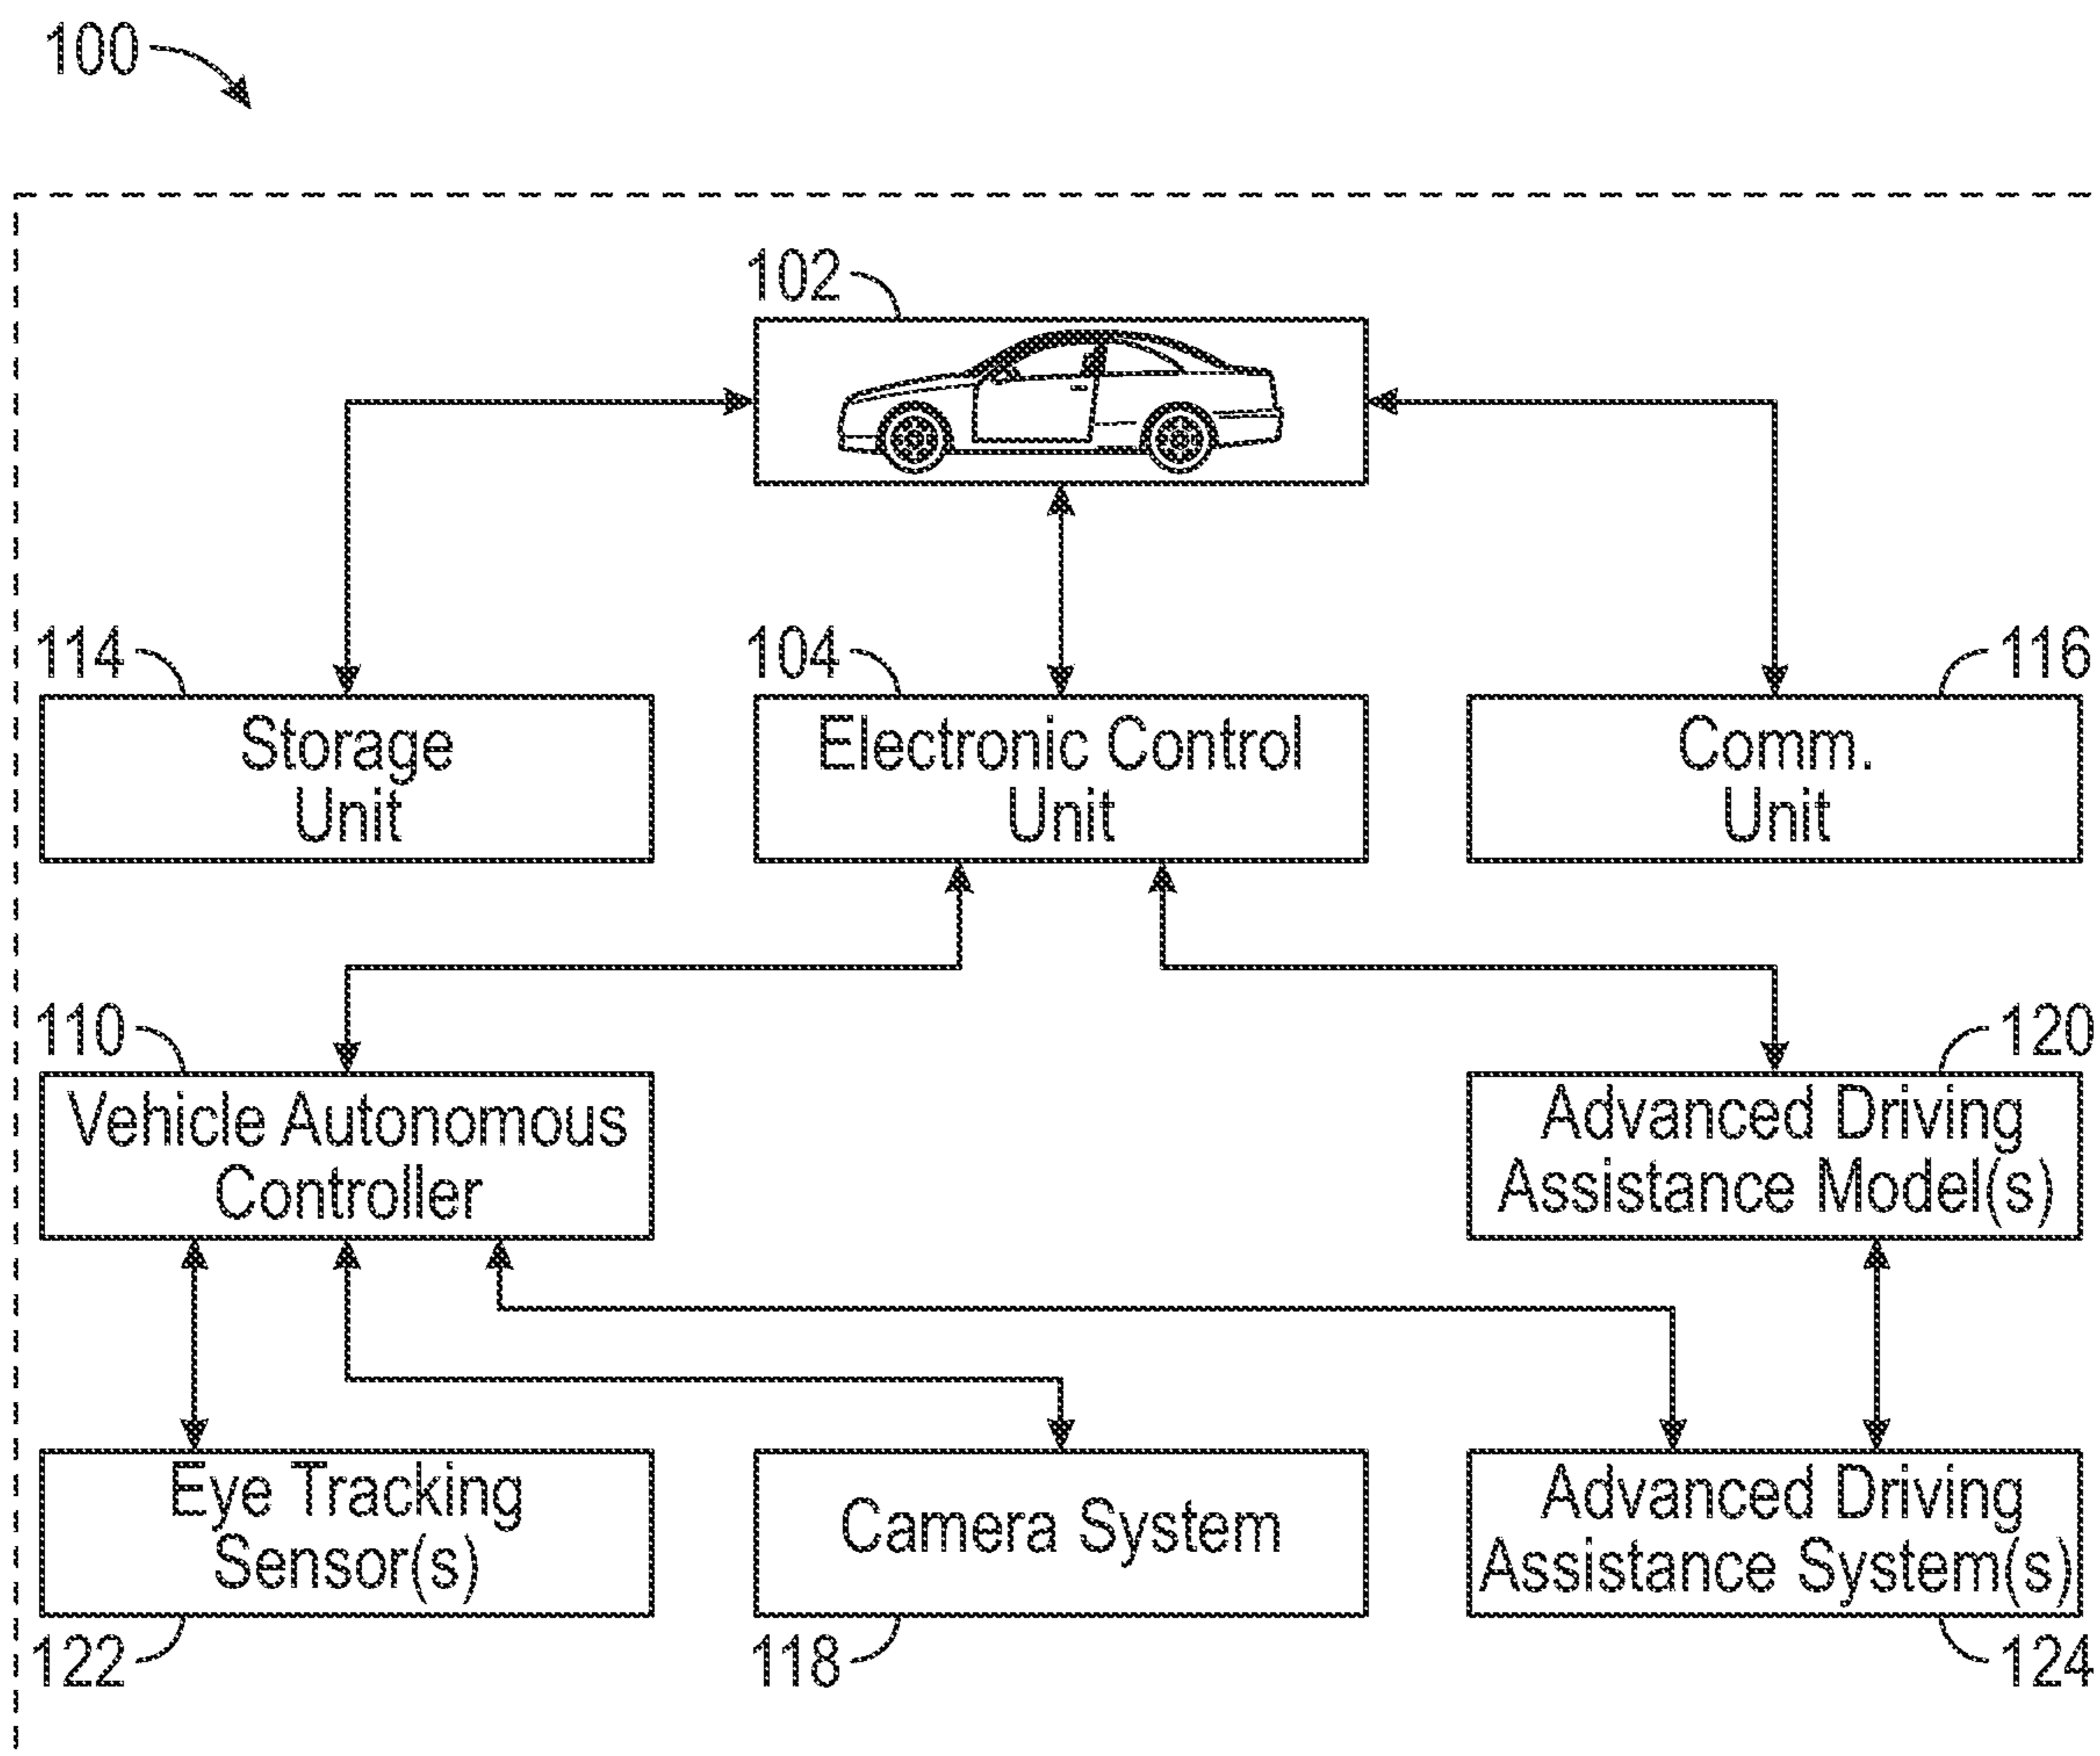 100
102
114
104
116
Storage
Unit
Electronic Control
Unit
Comm.
Unit
110
120
Vehicle Autonomous
Controller
Advanced Driving
Assistance Model(s)
Eye Tracking
Sensor(s)
Camera System
Advanced Driving
Assistance System(s)
122
118
124